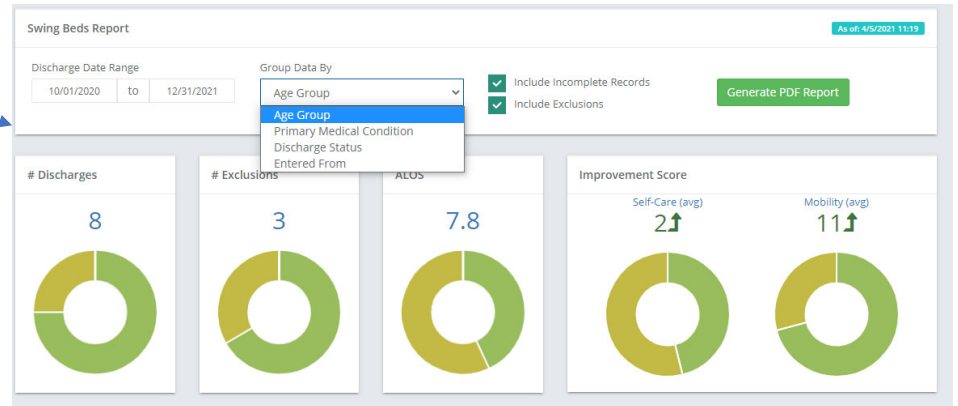 Swing Beds Report
As of: 4/5/2021 11:19
Discharge Date Range
10/01/2020 to 12/31/2021
Group Data By
Age Group
Age Group
Primary Medical Condition
Discharge Status
Entered From
Include Incomplete Records
Include Exclusions
Generate PDF Report
# Discharges
8
# Exclusions
3
ALOS
7.8
Improvement Score
Self-Care (avg)
2
Mobility (avg)
11